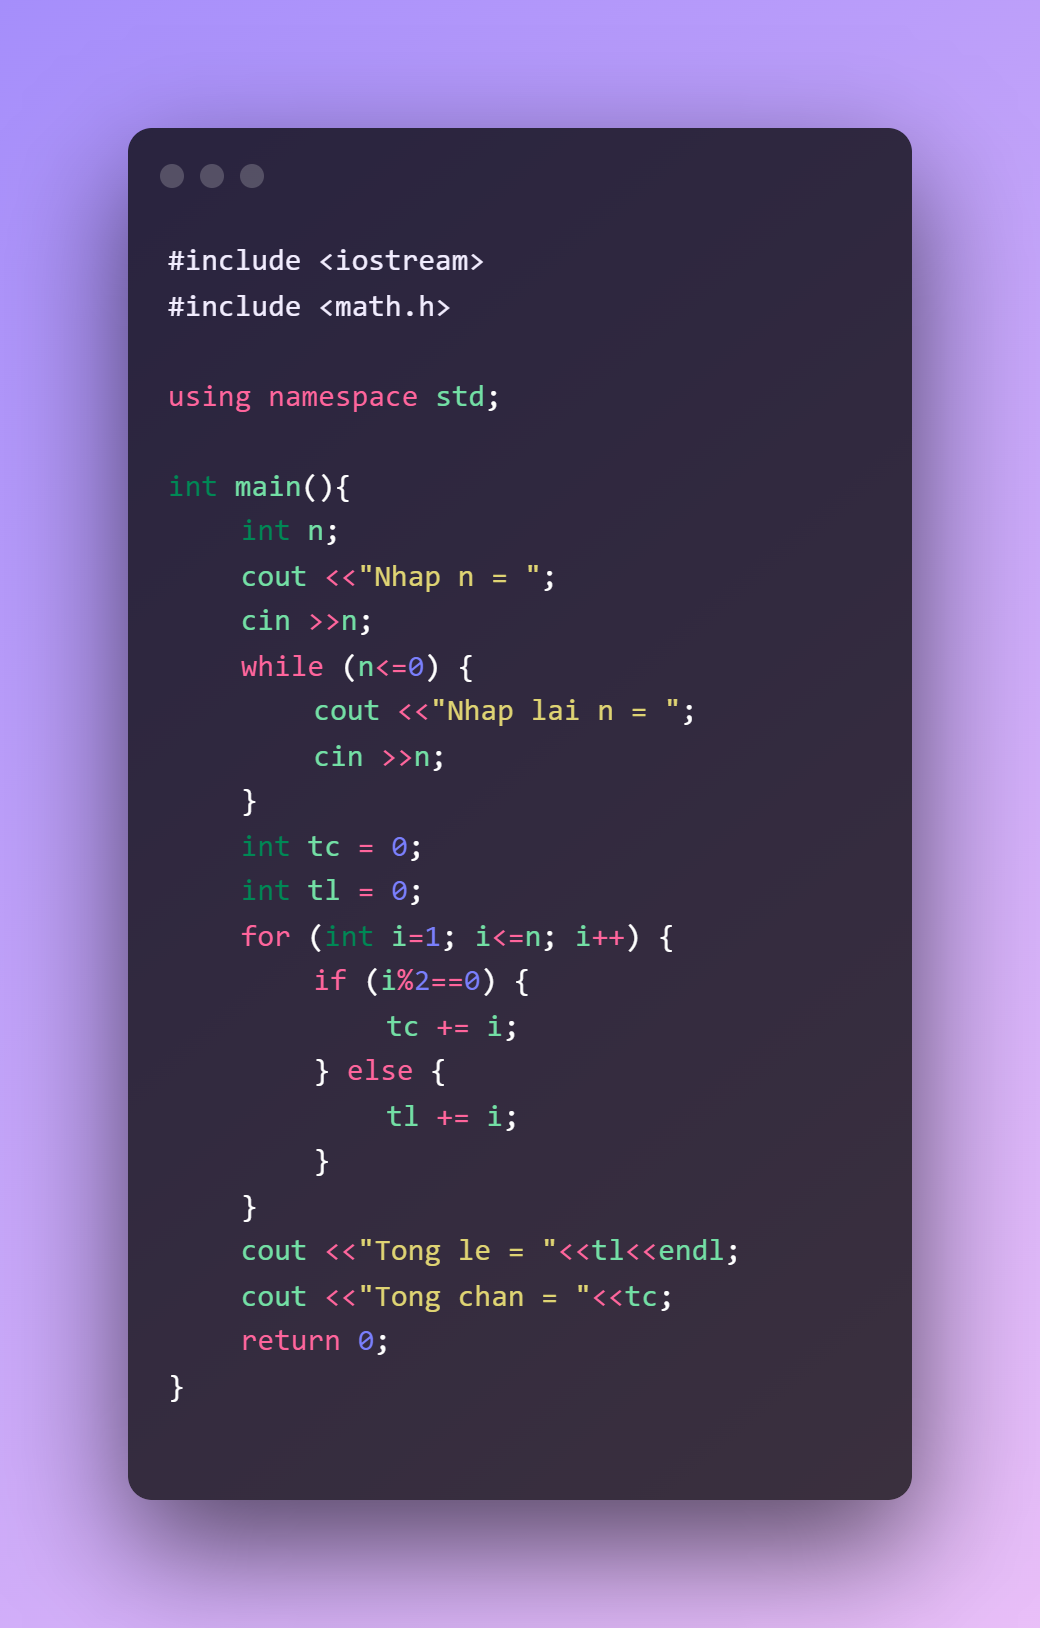 #include <iostream>
#include <math.h>
using namespace std;
int main(){
int n;
cout <<"Nhap n = ";
cin >>n;
while (n<=0) {
cout <<"Nhap lai n = ";
cin >>n;
}
int tc = 0;
int tl = 0;
for (int i=1; i<=n; i++) {
if (i%2==0) {
tc += i;
} else {
tl += i;
}
}
cout <<"Tong le = "<<tl<<endl;
cout <<"Tong chan = "<<tc;
return 0;
}